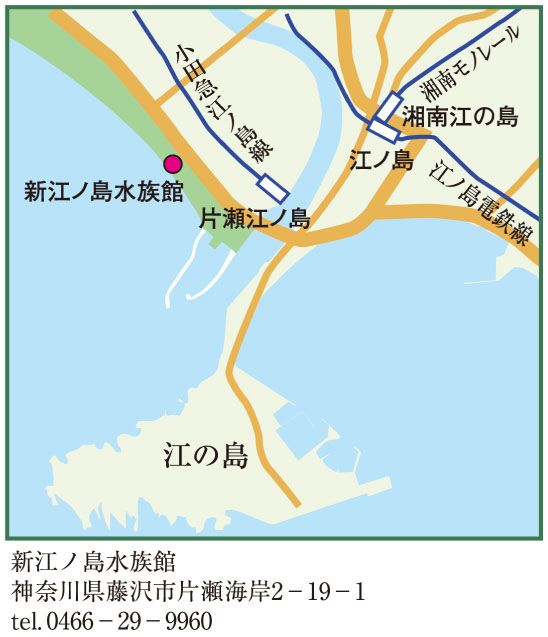 小田急江ノ島線
湘南モノレール
湘南江の島
江ノ島
江ノ島電鉄線
新江ノ島水族館
片瀬江ノ島
江の島
新江ノ島水族館
神奈川県藤沢市片瀬海岸2－19－1
tel.0466－29－9960